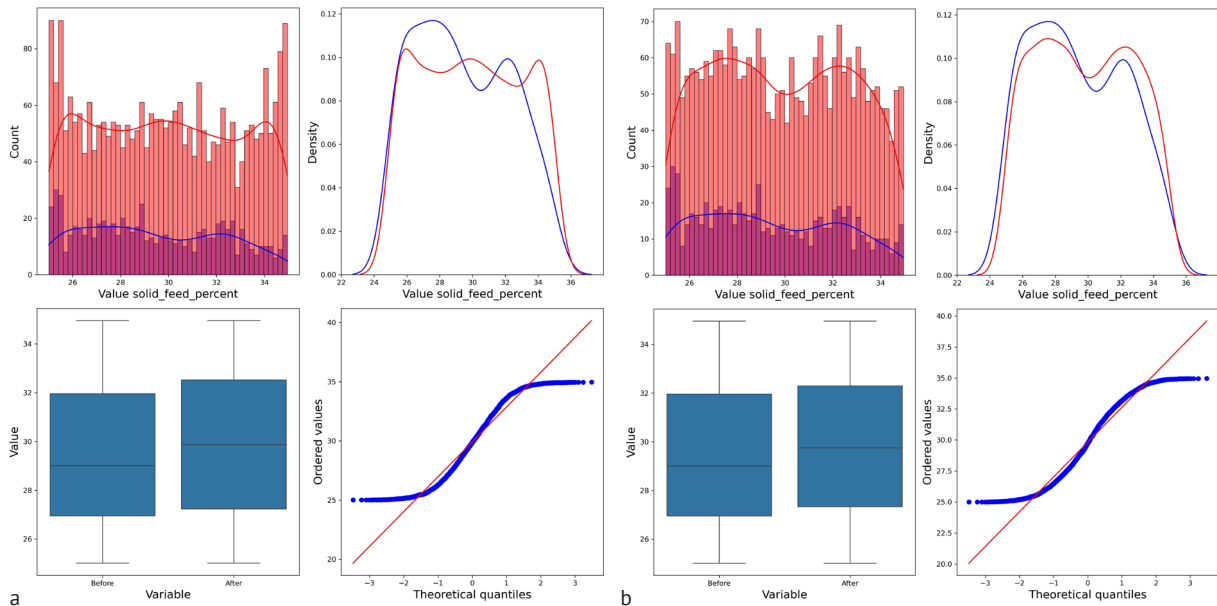 80
60
40
20
0
Count
26 28 30 32 34
Value solid_feed_percent
0.12
0.10
0.08
0.06
0.04
0.02
0.00
Density
22 24 26 28 30 32 34 36
Value solid_feed_percent
70
60
50
40
30
20
10
0
Count
26 28 30 32 34
Value solid_feed_percent
0.12
0.10
0.08
0.06
0.04
0.02
0.00
Density
22 24 26 28 30 32 34 36
Value solid_feed_percent
34
32
30
28
26
Value
Before After
Variable
40
35
30
25
20
Ordered values
−3 −2 −1 0 1 2 3
Theoretical quantiles
34
32
30
28
26
Value
Before After
Variable
40.0
37.5
35.0
32.5
30.0
27.5
25.0
22.5
20.0
Ordered values
−3 −2 −1 0 1 2 3
Theoretical quantiles
a
b